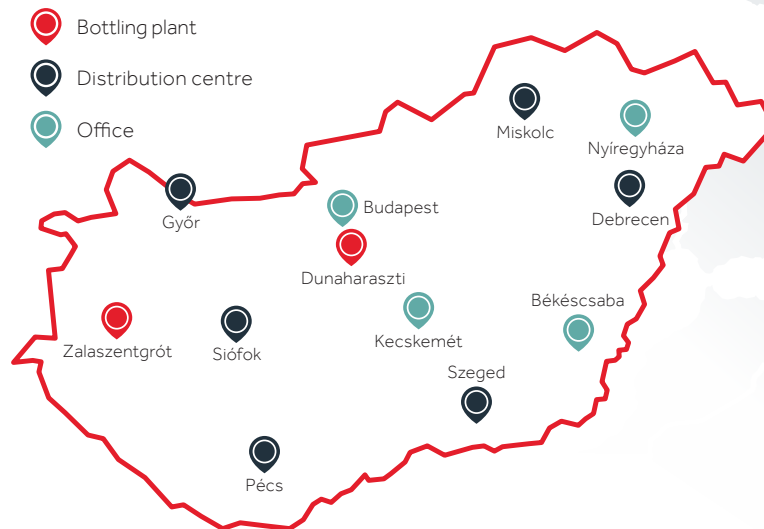 Bottling plant
Distribution centre
Office
Miskolc
Nyíregyháza
Debrecen
Győr
Budapest
Dunaharaszti
Békéscsaba
Zalaszentgrót
Siófok
Kecskemét
Szeged
Pécs